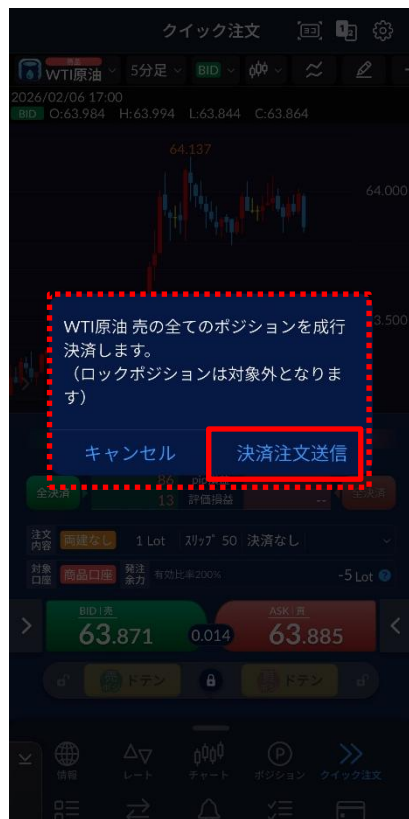 クイック注文
商品
WTI原油
5分足
BID
2026/02/06 17:00
BID O:63.984 H:63.994 L:63.844 C:63.864
64.137
64.000
63.500
WTI原油 売の全てのポジションを成行
決済します。
（ロックポジションは対象外となりま
す）
キャンセル
決済注文送信
86
全決済
13 評価損益 --
全決済
注文内容 両建なし 1 Lot スリップ 50 決済なし
対象口座 商品口座 発注余力 有効比率200% -5 Lot
BID | 売
ASK | 買
63.871
0.014
63.885
ドテン
ドテン
情報
レート
チャート
ポジション
クイック注文